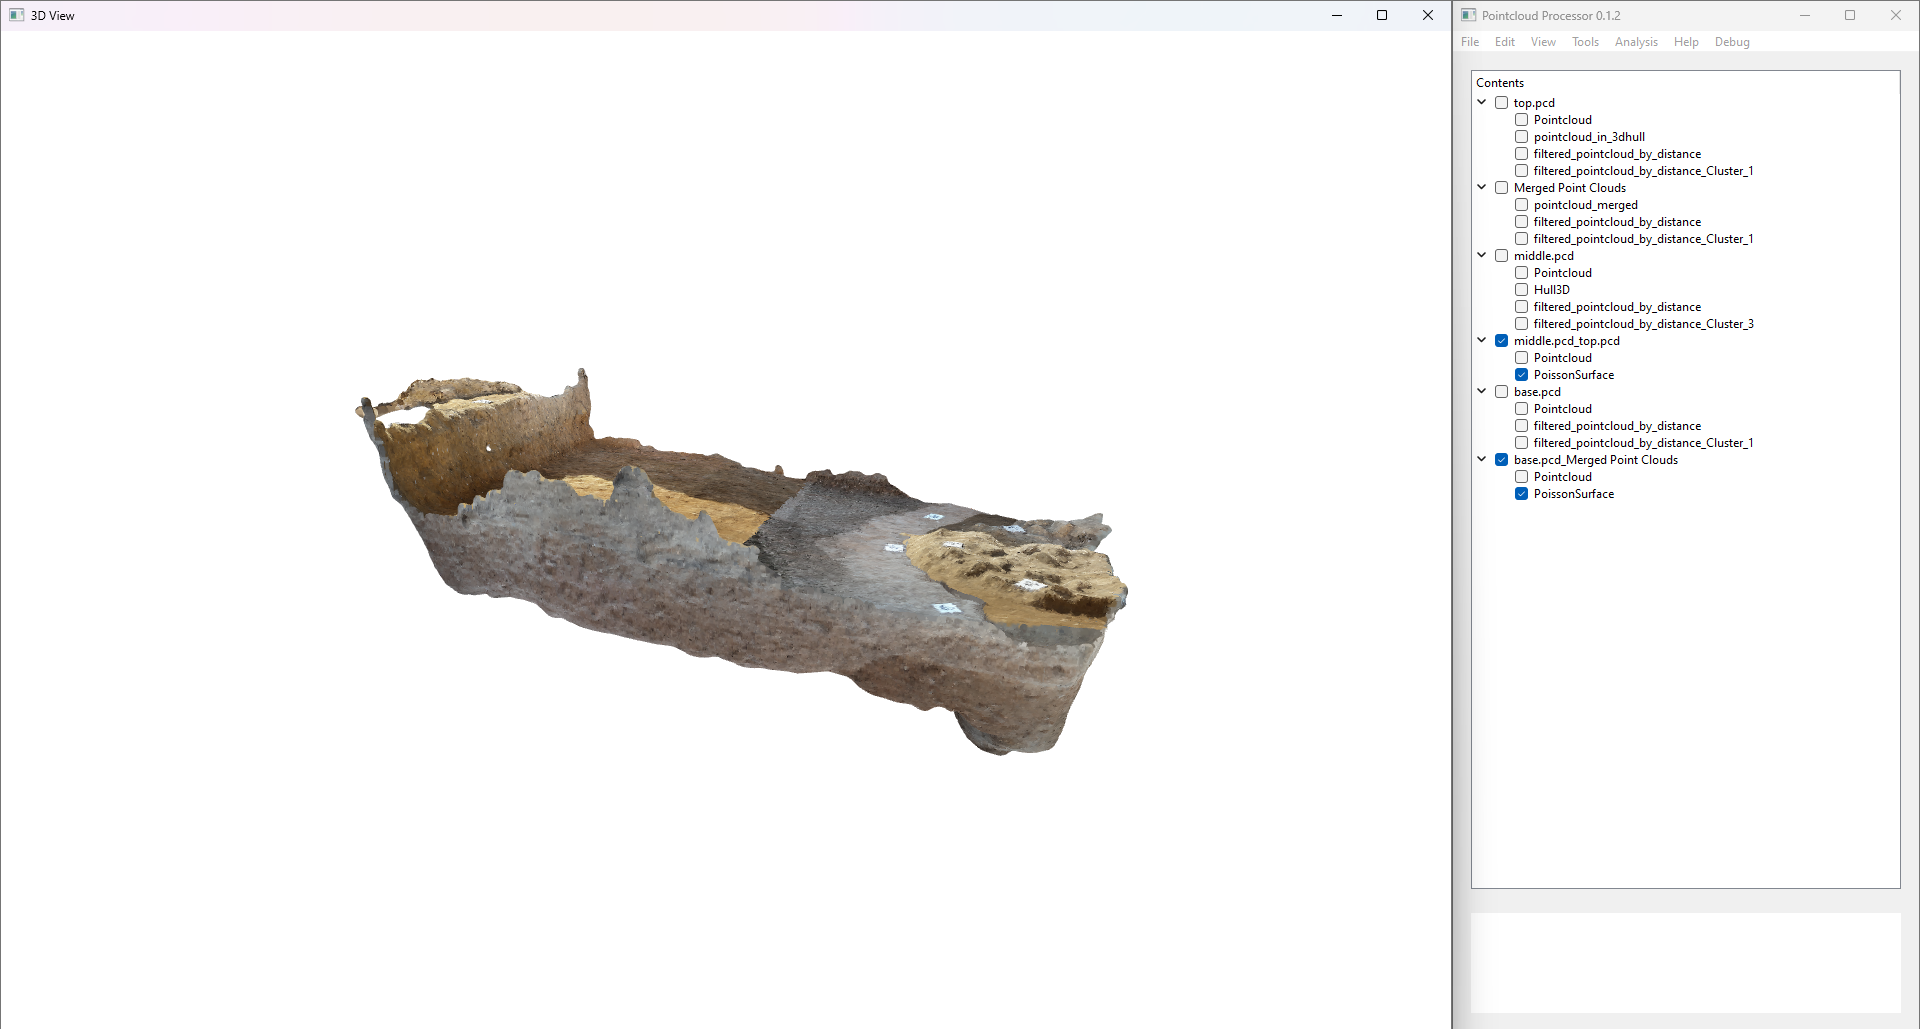 3D View
Pointcloud Processor 0.1.2
File Edit View Tools Analysis Help Debug
Contents
top.pcd
Pointcloud
pointcloud_in_3dhull
filtered_pointcloud_by_distance
filtered_pointcloud_by_distance_Cluster_1
Merged Point Clouds
pointcloud_merged
filtered_pointcloud_by_distance
filtered_pointcloud_by_distance_Cluster_1
middle.pcd
Pointcloud
Hull3D
filtered_pointcloud_by_distance
filtered_pointcloud_by_distance_Cluster_3
middle.pcd_top.pcd
Pointcloud
PoissonSurface
base.pcd
Pointcloud
filtered_pointcloud_by_distance
filtered_pointcloud_by_distance_Cluster_1
base.pcd_Merged Point Clouds
Pointcloud
PoissonSurface